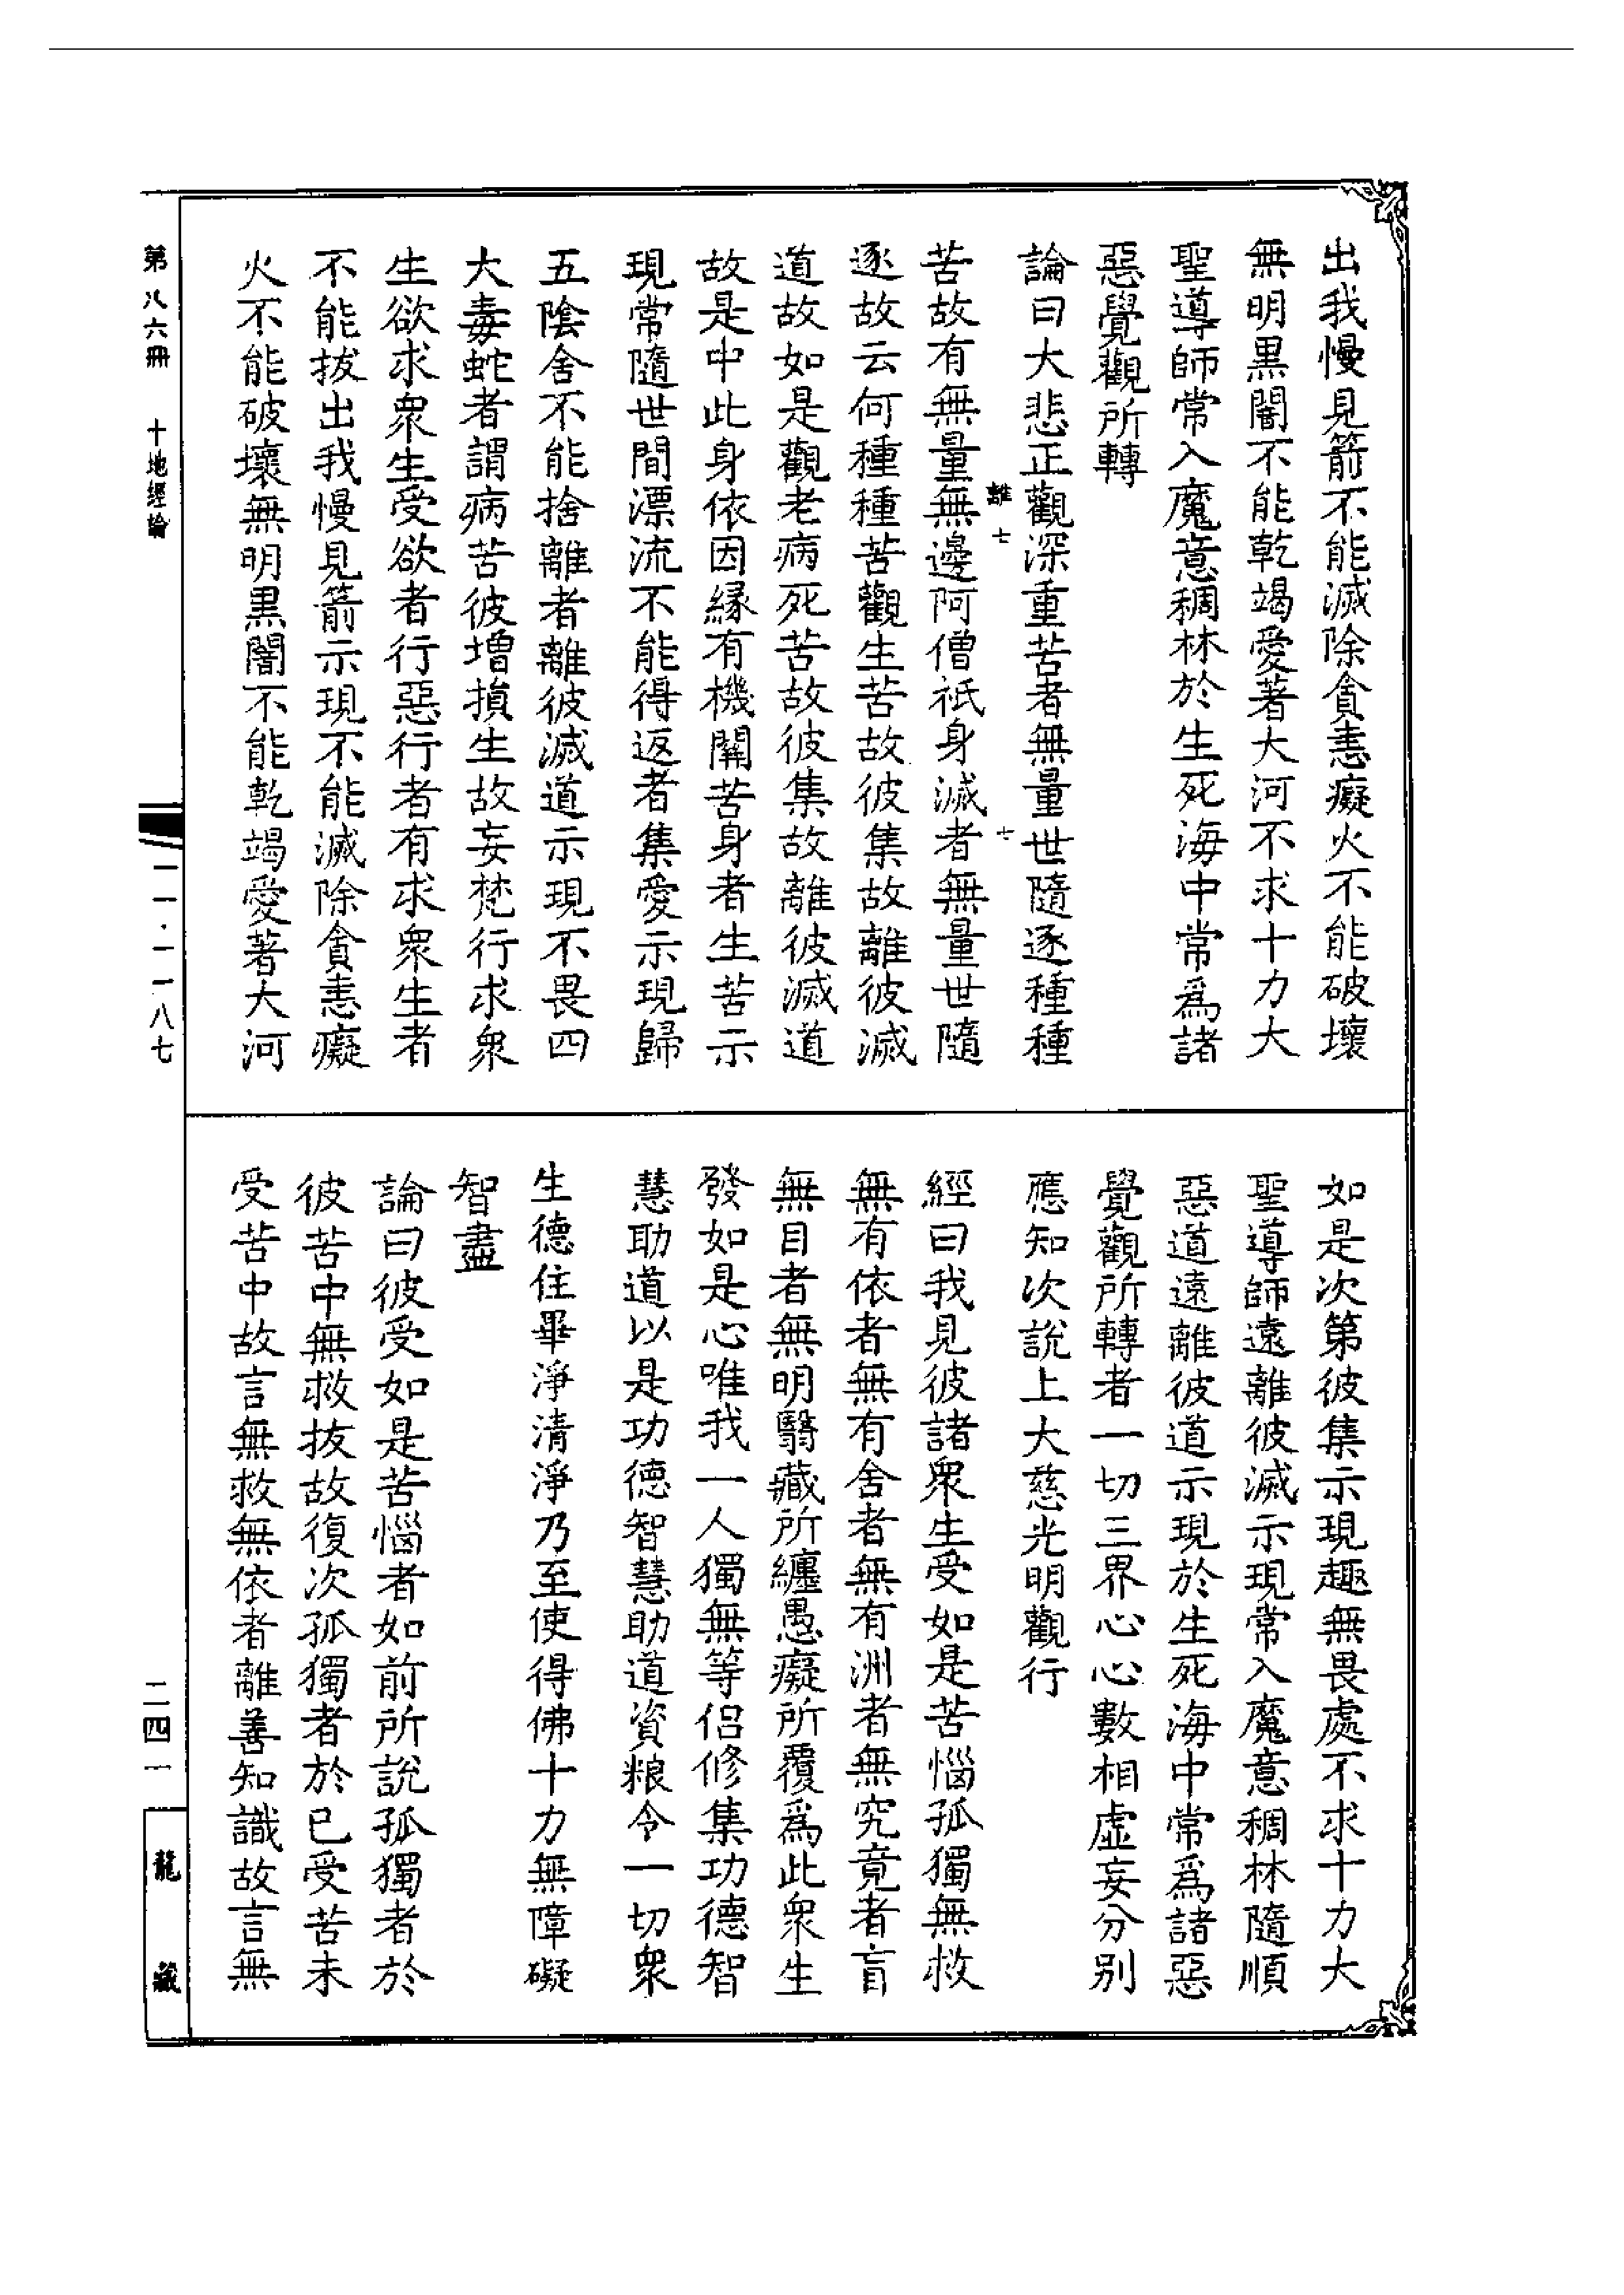 出我慢見箭不能滅除貪恚癡火不能破壞
無明黑闇不能乾竭愛著大河不求十力大
聖導師常入魔意稠林於生死海中常爲諸
惡覺觀所轉
論曰大悲正觀深重苦者無量世隨逐種種
離七 七
苦故有無量無邊阿僧祇身滅者無量世隨
逐故云何種種苦觀生苦故彼集故離彼滅
道故如是觀老病死苦故彼集故離彼滅道
故是中此身依因緣有機關苦身者生苦示
現常隨世間漂流不能得返者集愛示現歸
五陰舍不能捨離者離彼滅道示現不畏四
大毒蛇者謂病苦彼增損生故妄梵行求衆
生欲求衆生受欲者行惡行者有求衆生者
不能拔出我慢見箭示現不能滅除貪恚癡
火不能破壞無明黑闇不能乾竭愛著大河
如是次第彼集示現趣無畏處不求十力大
聖導師遠離彼滅示現常入魔意稠林隨順
惡道遠離彼道示現於生死海中常爲諸惡
覺觀所轉者一切三界心心數相虛妄分別
應知次說上大慈光明觀行
經曰我見彼諸衆生受如是苦惱孤獨無救
無有依者無有舍者無有洲者無究竟者盲
無目者無明翳藏所纏愚癡所覆爲此衆生
發如是心唯我一人獨無等侣修集功德智
慧助道以是功德智慧助道資粮令一切衆
生德住畢淨清淨乃至使得佛十力無障礙
智盡
論曰彼受如是苦惱者如前所說孤獨者於
彼苦中無救拔故復次孤獨者於已受苦未
受苦中故言無救無依者離善知識故言無
第八六冊 十地經論
一一·一一八七
二四一
龍藏